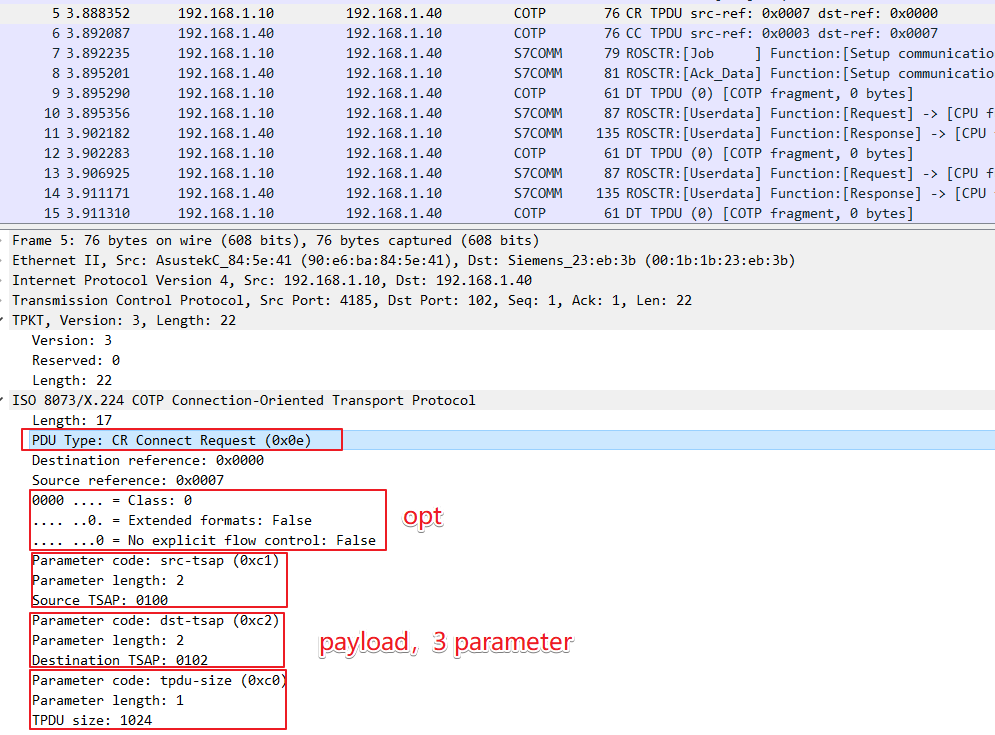 5 3.888352 192.168.1.10 192.168.1.40 COTP 76 CR TPDU src-ref: 0x0007 dst-ref: 0x0000
6 3.892087 192.168.1.40 192.168.1.10 COTP 76 CC TPDU src-ref: 0x0003 dst-ref: 0x0007
7 3.892235 192.168.1.10 192.168.1.40 S7COMM 79 ROSCTR:[Job     ] Function:[Setup communicatio
8 3.895201 192.168.1.40 192.168.1.10 S7COMM 81 ROSCTR:[Ack_Data] Function:[Setup communicatio
9 3.895290 192.168.1.10 192.168.1.40 COTP 61 DT TPDU (0) [COTP fragment, 0 bytes]
10 3.895356 192.168.1.10 192.168.1.40 S7COMM 87 ROSCTR:[Userdata] Function:[Request] -> [CPU f
11 3.902182 192.168.1.40 192.168.1.10 S7COMM 135 ROSCTR:[Userdata] Function:[Response] -> [CPU
12 3.902283 192.168.1.10 192.168.1.40 COTP 61 DT TPDU (0) [COTP fragment, 0 bytes]
13 3.906925 192.168.1.10 192.168.1.40 S7COMM 87 ROSCTR:[Userdata] Function:[Request] -> [CPU f
14 3.911171 192.168.1.40 192.168.1.10 S7COMM 135 ROSCTR:[Userdata] Function:[Response] -> [CPU
15 3.911310 192.168.1.10 192.168.1.40 COTP 61 DT TPDU (0) [COTP fragment, 0 bytes]
Frame 5: 76 bytes on wire (608 bits), 76 bytes captured (608 bits)
Ethernet II, Src: AsustekC_84:5e:41 (90:e6:ba:84:5e:41), Dst: Siemens_23:eb:3b (00:1b:1b:23:eb:3b)
Internet Protocol Version 4, Src: 192.168.1.10, Dst: 192.168.1.40
Transmission Control Protocol, Src Port: 4185, Dst Port: 102, Seq: 1, Ack: 1, Len: 22
TPKT, Version: 3, Length: 22
Version: 3
Reserved: 0
Length: 22
ISO 8073/X.224 COTP Connection-Oriented Transport Protocol
Length: 17
PDU Type: CR Connect Request (0x0e)
Destination reference: 0x0000
Source reference: 0x0007
0000 .... = Class: 0
.... ..0. = Extended formats: False
opt
.... ...0 = No explicit flow control: False
Parameter code: src-tsap (0xc1)
Parameter length: 2
Source TSAP: 0100
Parameter code: dst-tsap (0xc2)
Parameter length: 2
payload，3 parameter
Destination TSAP: 0102
Parameter code: tpdu-size (0xc0)
Parameter length: 1
TPDU size: 1024